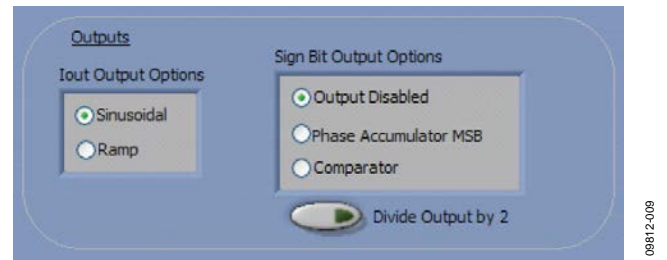 Outputs
Iout Output Options
Sinusoidal
Ramp
Sign Bit Output Options
Output Disabled
Phase Accumulator MSB
Comparator
Divide Output by 2
09812-009